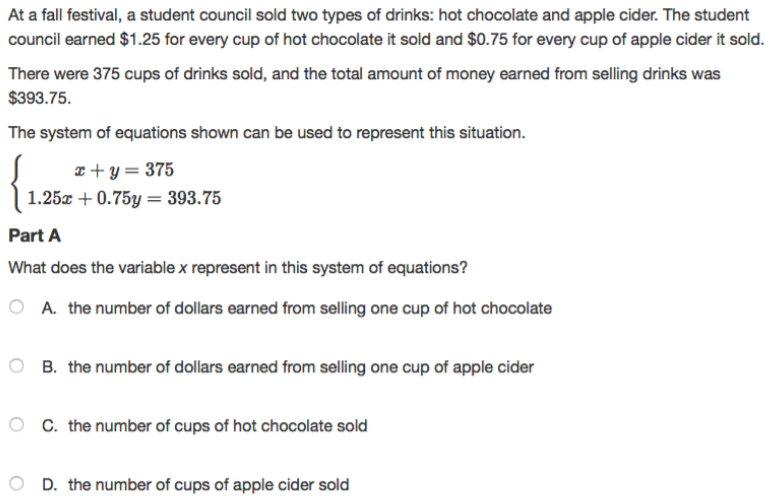 At a fall festival, a student council sold two types of drinks: hot chocolate and apple cider. The student
council earned $1.25 for every cup of hot chocolate it sold and $0.75 for every cup of apple cider it sold.
There were 375 cups of drinks sold, and the total amount of money earned from selling drinks was
$393.75.
The system of equations shown can be used to represent this situation.
x + y = 375
1.25x + 0.75y = 393.75
Part A
What does the variable x represent in this system of equations?
A. the number of dollars earned from selling one cup of hot chocolate
B. the number of dollars earned from selling one cup of apple cider
C. the number of cups of hot chocolate sold
D. the number of cups of apple cider sold